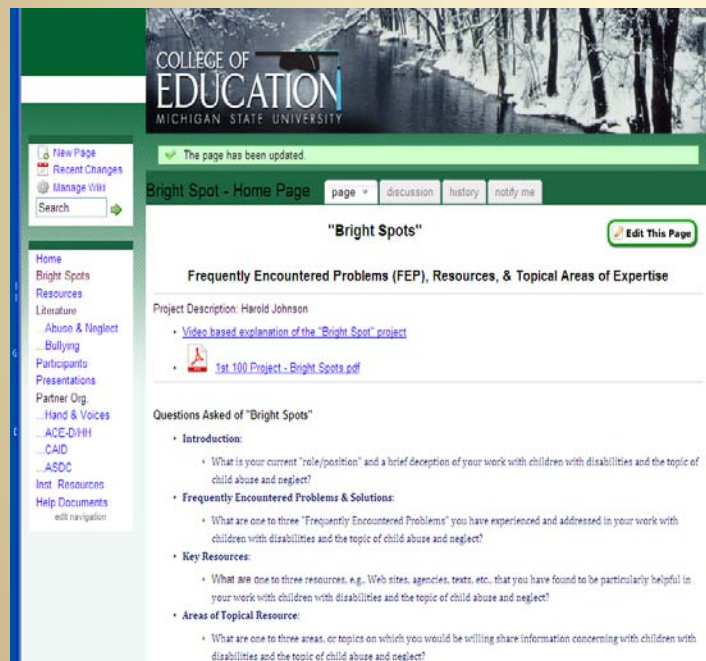 COLLEGE OF
EDUCATION
MICHIGAN STATE UNIVERSITY
New Page
Recent Changes
Manage Wiki
Search
Home
Bright Spots
Resources
Literature
...Abuse & Neglect
...Bullying
Participants
Presentations
Partner Org.
...Hand & Voices
...ACE-D/HH
...CAID
...ASDC
Inst. Resources
Help Documents
edit navigation
The page has been updated.
Bright Spot - Home Page page discussion history notify me
"Bright Spots"
Edit This Page
Frequently Encountered Problems (FEP), Resources, & Topical Areas of Expertise
Project Description: Harold Johnson
• Video based explanation of the "Bright Spot" project
• 1st 100 Project - Bright Spots.pdf
Questions Asked of "Bright Spots"
• Introduction:
• What is your current "role/position" and a brief deception of your work with children with disabilities and the topic of
child abuse and neglect?
• Frequently Encountered Problems & Solutions:
• What are one to three "Frequently Encountered Problems" you have experienced and addressed in your work with
children with disabilities and the topic of child abuse and neglect?
• Key Resources:
• What are one to three resources, e.g., Web sites, agencies, texts, etc., that you have found to be particularly helpful in
your work with children with disabilities and the topic of child abuse and neglect?
• Areas of Topical Resource:
• What are one to three areas, or topics on which you would be willing share information concerning with children with
disabilities and the topic of child abuse and neglect?